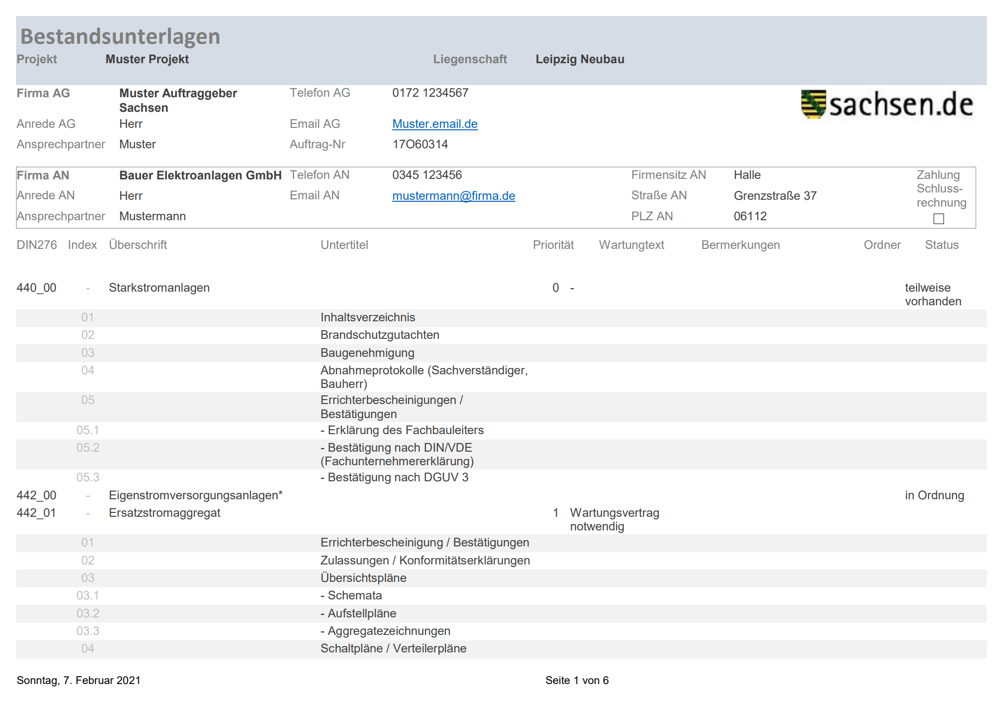 Bestandsunterlagen
Projekt Muster Projekt Liegenschaft Leipzig Neubau
Firma AG Muster Auftraggeber Sachsen Telefon AG 0172 1234567
sachsen.de
Anrede AG Herr Email AG Muster.email.de
Ansprechpartner Muster Auftrag-Nr 17O60314
Firma AN Bauer Elektroanlagen GmbH Telefon AN 0345 123456 Firmensitz AN Halle Zahlung
Schluss-
Anrede AN Herr Email AN mustermann@firma.de Straße AN Grenzstraße 37 rechnung
Ansprechpartner Mustermann PLZ AN 06112
DIN276 Index Überschrift Untertitel Priorität Wartungtext Bermerkungen Ordner Status
440_00 - Starkstromanlagen 0 - teilweise
vorhanden
01 Inhaltsverzeichnis
02 Brandschutzgutachten
03 Baugenehmigung
04 Abnahmeprotokolle (Sachverständiger,
Bauherr)
05 Errichterbescheinigungen /
Bestätigungen
05.1 - Erklärung des Fachbauleiters
05.2 - Bestätigung nach DIN/VDE
(Fachunternehmererklärung)
05.3 - Bestätigung nach DGUV 3
442_00 - Eigenstromversorgungsanlagen* in Ordnung
442_01 - Ersatzstromaggregat 1 Wartungsvertrag
notwendig
01 Errichterbescheinigung / Bestätigungen
02 Zulassungen / Konformitätserklärungen
03 Übersichtspläne
03.1 - Schemata
03.2 - Aufstellpläne
03.3 - Aggregatezeichnungen
04 Schaltpläne / Verteilerpläne
Sonntag, 7. Februar 2021 Seite 1 von 6